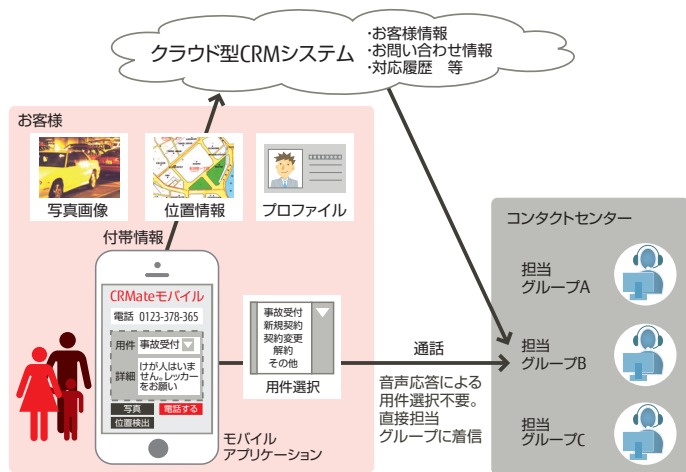 クラウド型CRMシステム
・お客様情報
・お問い合わせ情報
・対応履歴　等
お客様
写真画像
位置情報
プロファイル
付帯情報
CRMateモバイル
電話 0123-378-365
用件 事故受付
詳細
けが人はいま
せん。レッカー
をお願い
写真
電話する
位置検出
モバイル
アプリケーション
事故受付
新規契約
契約変更
解約
その他
用件選択
通話
音声応答による
用件選択不要。
直接担当
グループに着信
コンタクトセンター
担当
グループA
担当
グループB
担当
グループC